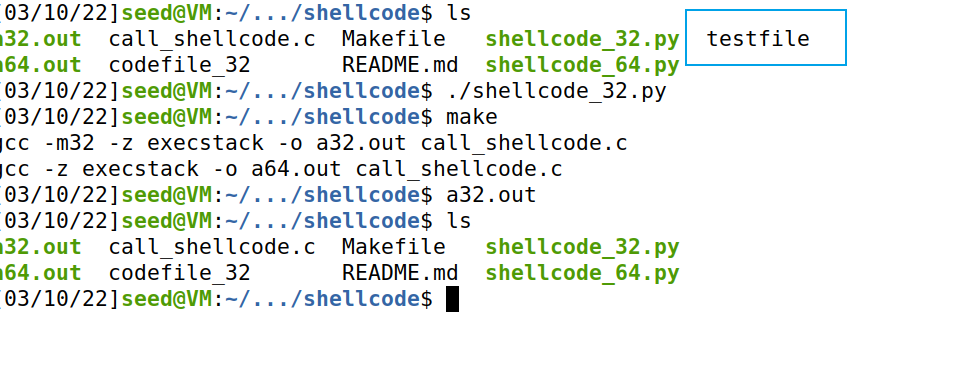 [03/10/22]seed@VM:~/.../shellcode$ ls
a32.out  call_shellcode.c  Makefile   shellcode_32.py  testfile
a64.out  codefile_32       README.md  shellcode_64.py
[03/10/22]seed@VM:~/.../shellcode$ ./shellcode_32.py
[03/10/22]seed@VM:~/.../shellcode$ make
gcc -m32 -z execstack -o a32.out call_shellcode.c
gcc -z execstack -o a64.out call_shellcode.c
[03/10/22]seed@VM:~/.../shellcode$ a32.out
[03/10/22]seed@VM:~/.../shellcode$ ls
a32.out  call_shellcode.c  Makefile   shellcode_32.py
a64.out  codefile_32       README.md  shellcode_64.py
[03/10/22]seed@VM:~/.../shellcode$